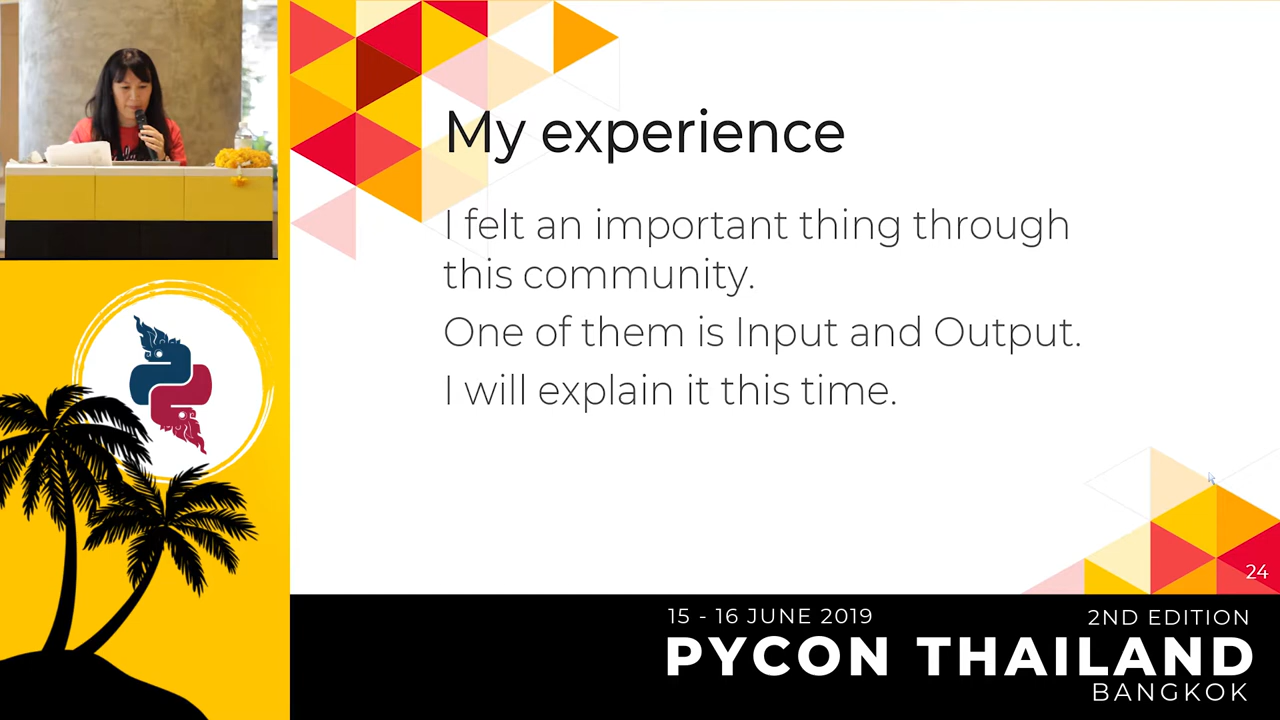 My experience
I felt an important thing through
this community.
One of them is Input and Output.
I will explain it this time.
24
15 - 16 JUNE 2019
2ND EDITION
PYCON THAILAND
BANGKOK